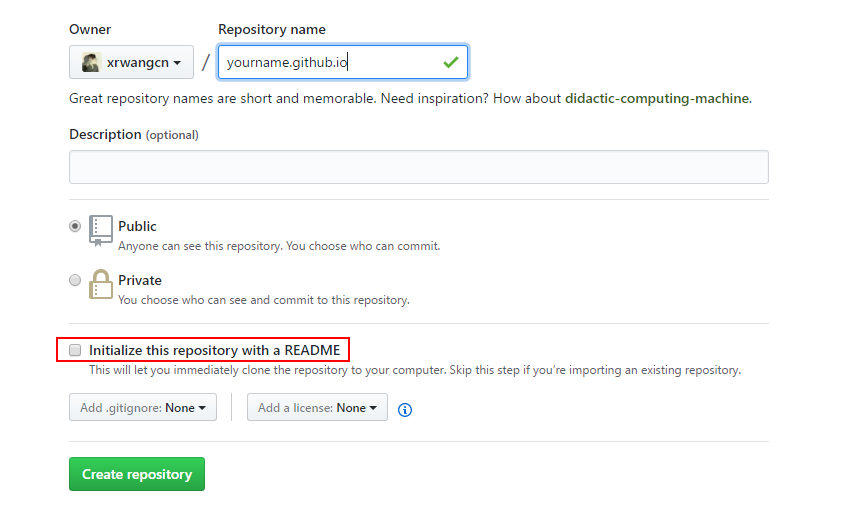 Owner Repository name
xrwangcn / yourname.github.io
Great repository names are short and memorable. Need inspiration? How about didactic-computing-machine.
Description (optional)
Public
Anyone can see this repository. You choose who can commit.
Private
You choose who can see and commit to this repository.
Initialize this repository with a README
This will let you immediately clone the repository to your computer. Skip this step if you're importing an existing repository.
Add .gitignore: None Add a license: None
Create repository